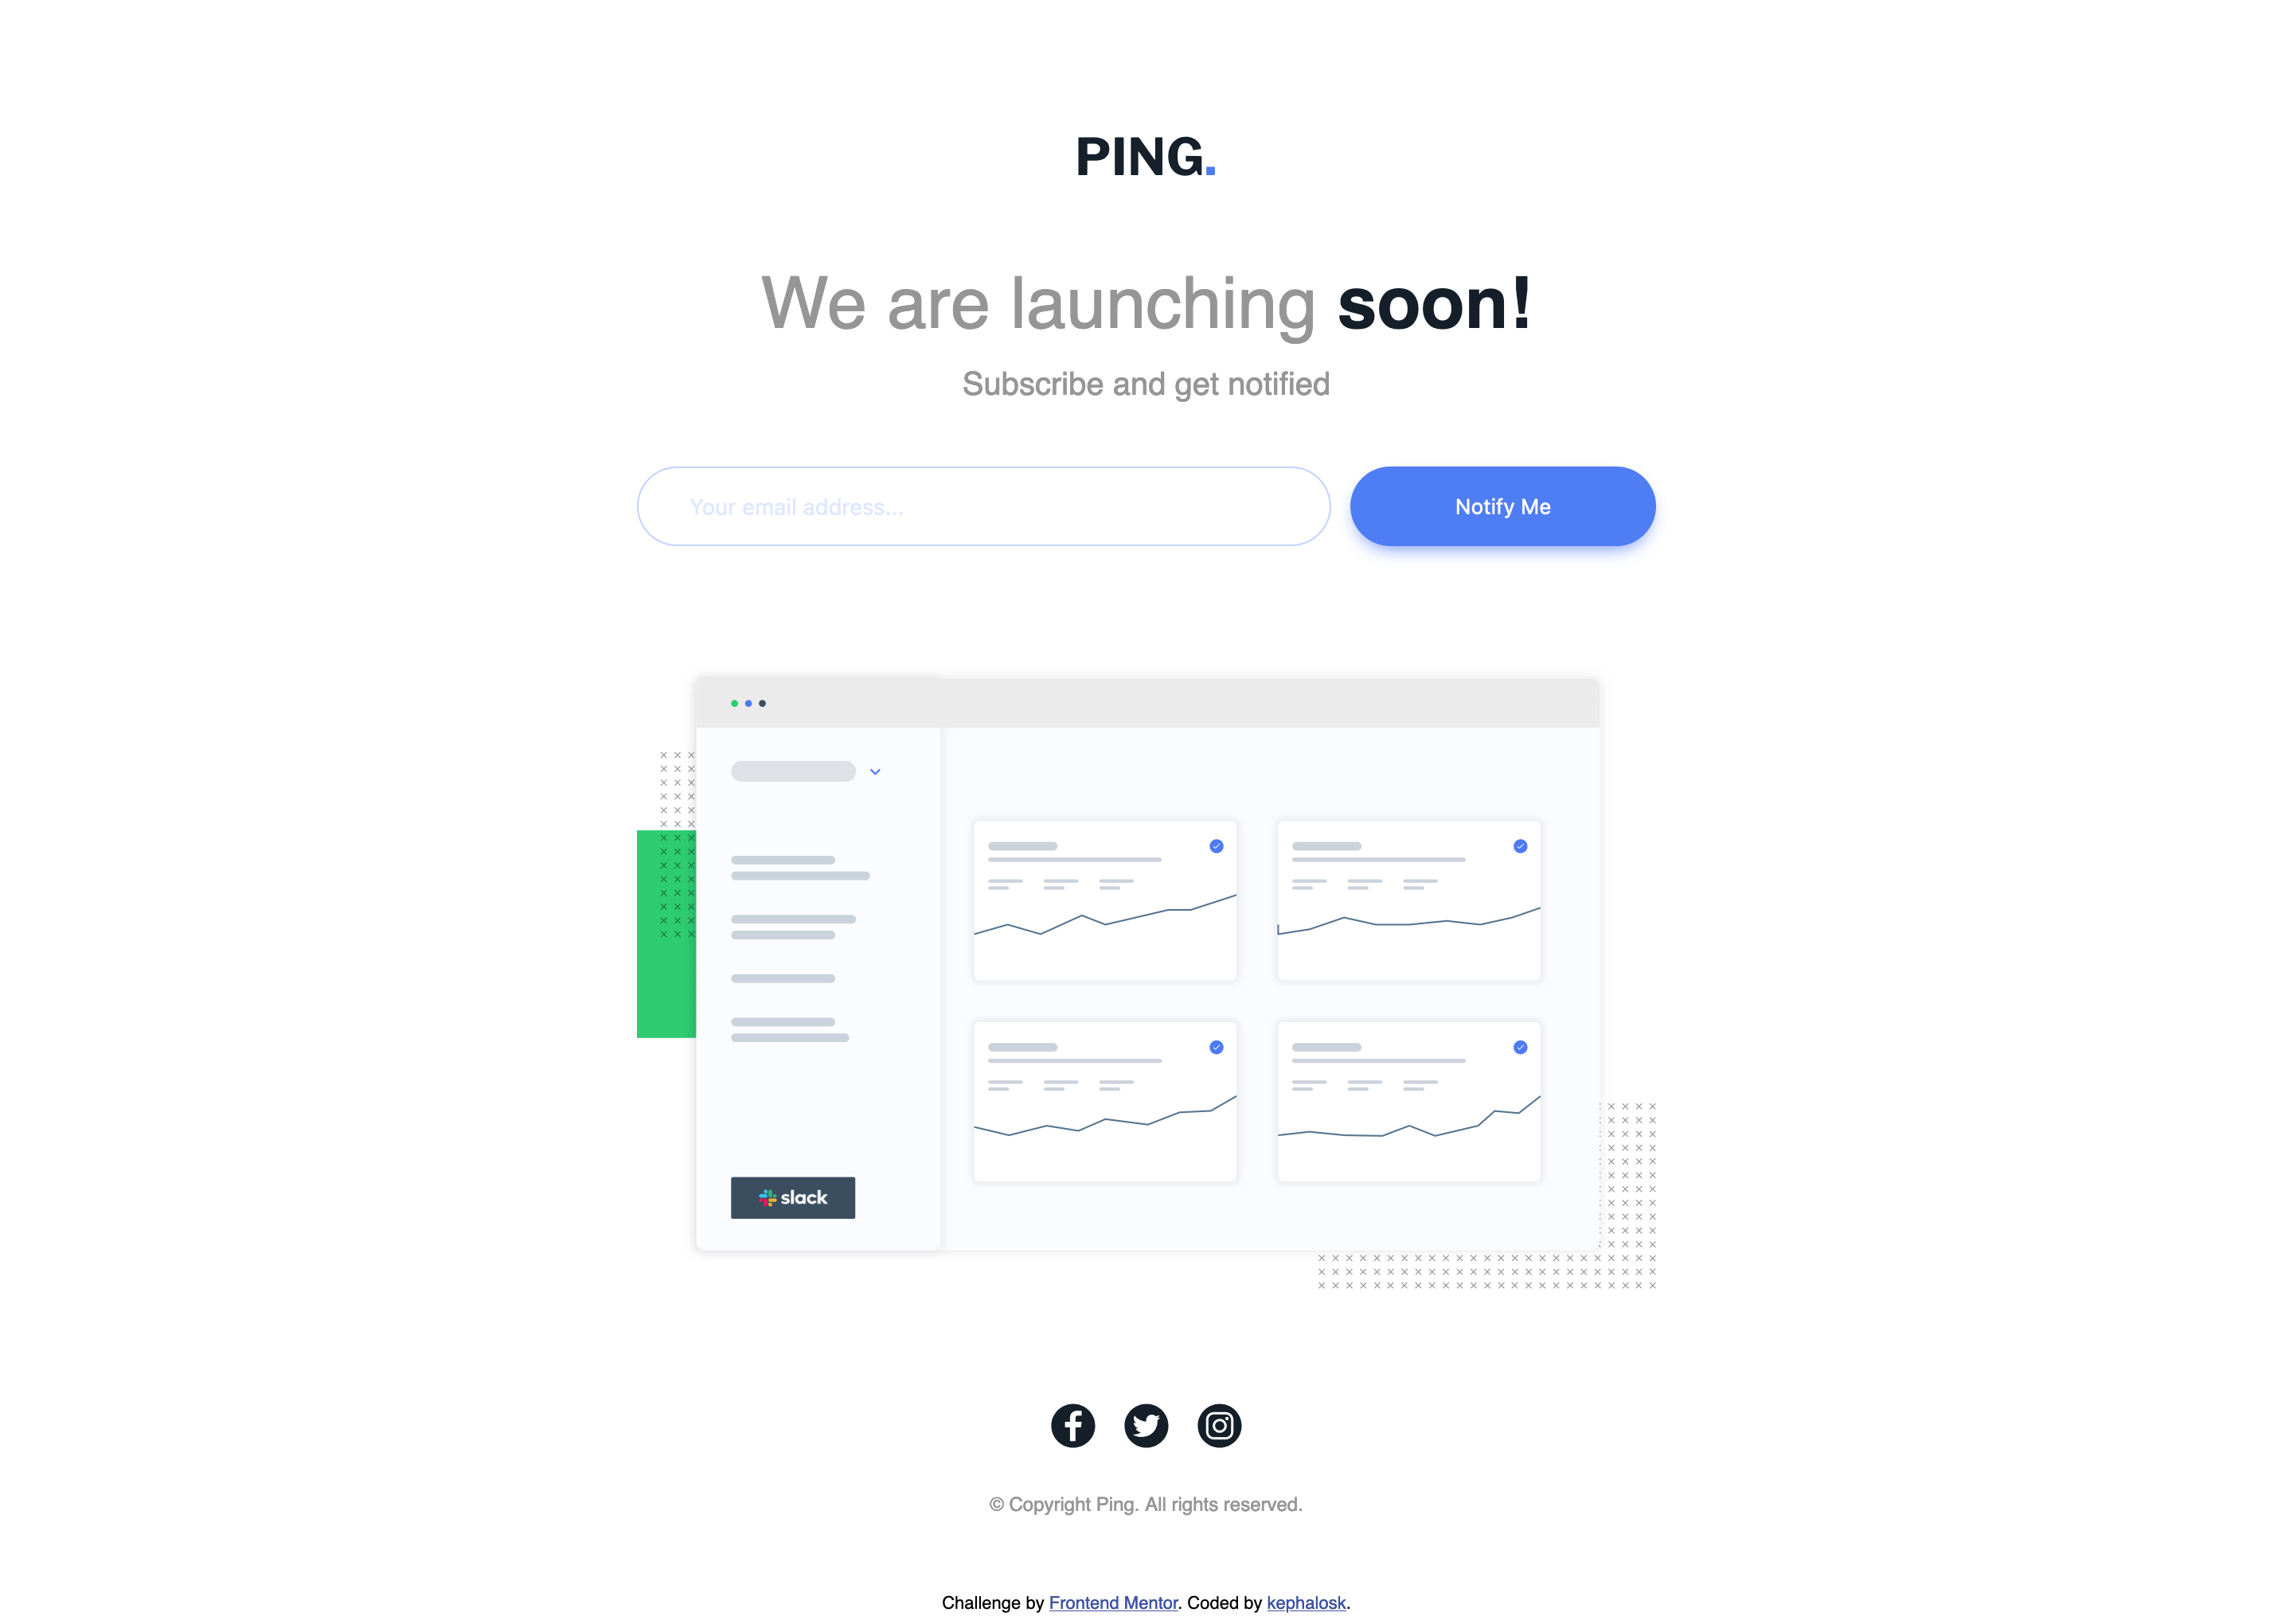 PING.
We are launching soon!
Subscribe and get notified
Your email address...
Notify Me
slack
© Copyright Ping. All rights reserved.
Challenge by Frontend Mentor. Coded by kephalosk.